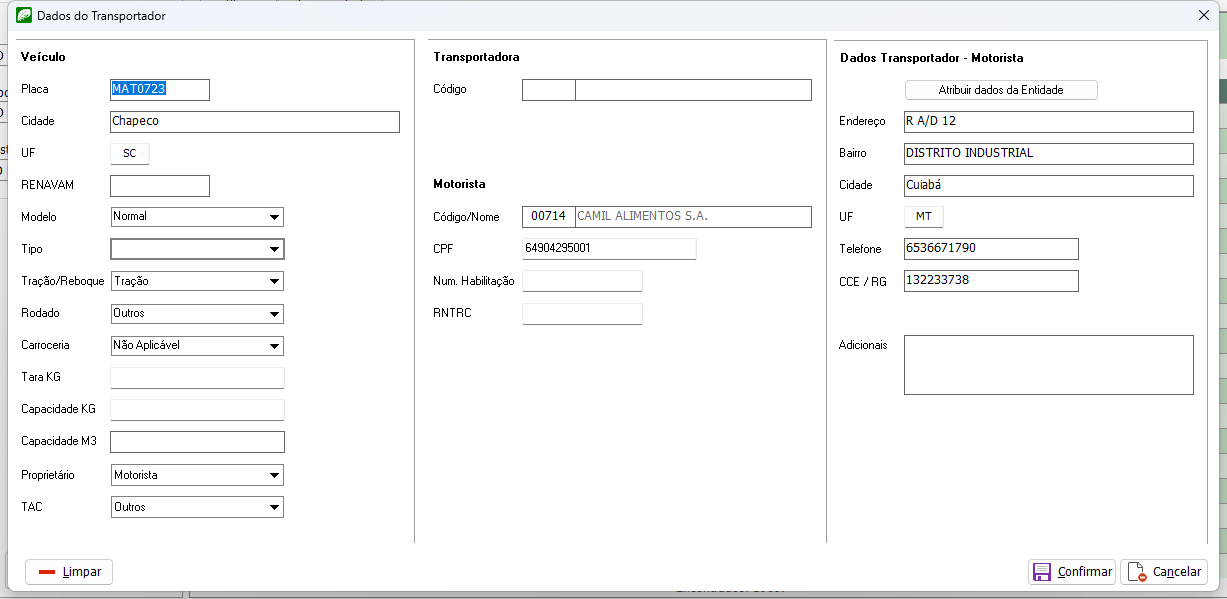 Dados do Transportador
Veículo
Placa MAT0723
Cidade Chapeco
UF SC
RENAVAM
Modelo Normal
Tipo
Tração/Reboque Tração
Rodado Outros
Carroceria Não Aplicável
Tara KG
Capacidade KG
Capacidade M3
Proprietário Motorista
TAC Outros
Transportadora
Código
Motorista
Código/Nome 00714 CAMIL ALIMENTOS S.A.
CPF 64904295001
Num. Habilitação
RNTRC
Dados Transportador - Motorista
Atribuir dados da Entidade
Endereço R A/D 12
Bairro DISTRITO INDUSTRIAL
Cidade Cuiabá
UF MT
Telefone 6536671790
CCE / RG 132233738
Adicionais
Limpar
Confirmar
Cancelar